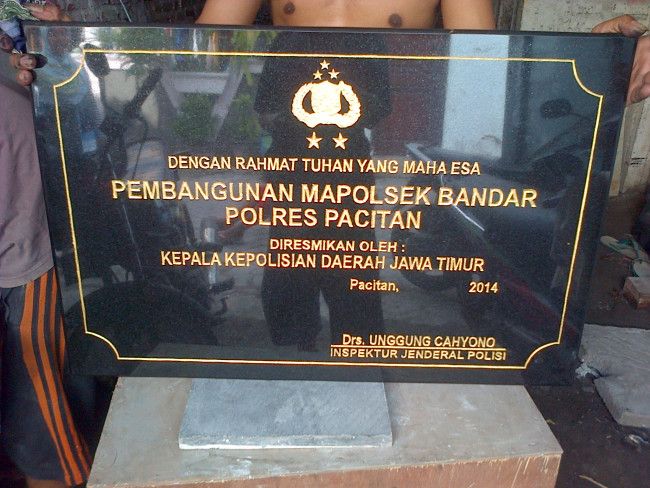 DENGAN RAHMAT TUHAN YANG MAHA ESA
PEMBANGUNAN MAPOLSEK BANDAR
POLRES PACITAN
DIRESMIKAN OLEH :
KEPALA KEPOLISIAN DAERAH JAWA TIMUR
Pacitan, 2014
Drs. UNGGUNG CAHYONO
INSPEKTUR JENDERAL POLISI